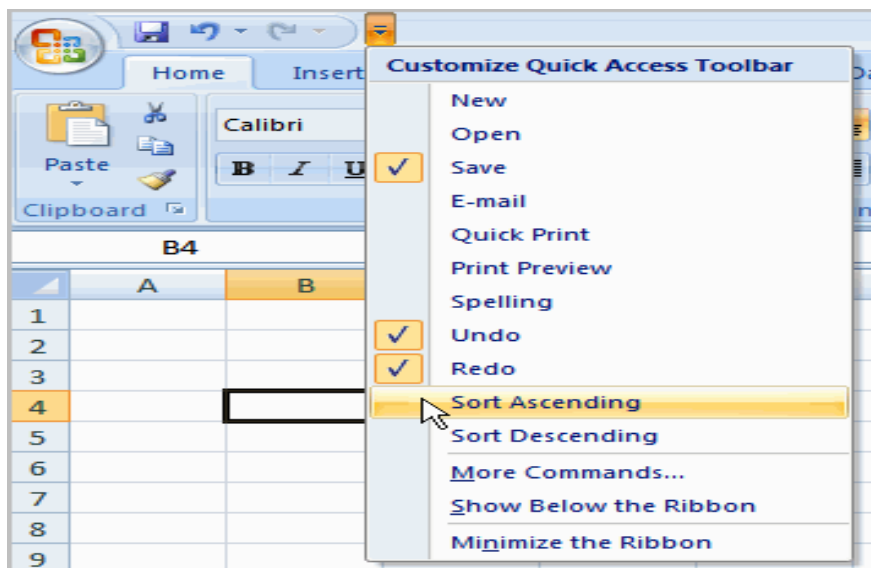 Home Insert
Customize Quick Access Toolbar
New
Open
Save
E-mail
Quick Print
Print Preview
Spelling
Undo
Redo
Sort Ascending
Sort Descending
More Commands...
Show Below the Ribbon
Minimize the Ribbon
Paste
Clipboard
Calibri
B I U
B4
A B
1
2
3
4
5
6
7
8
9